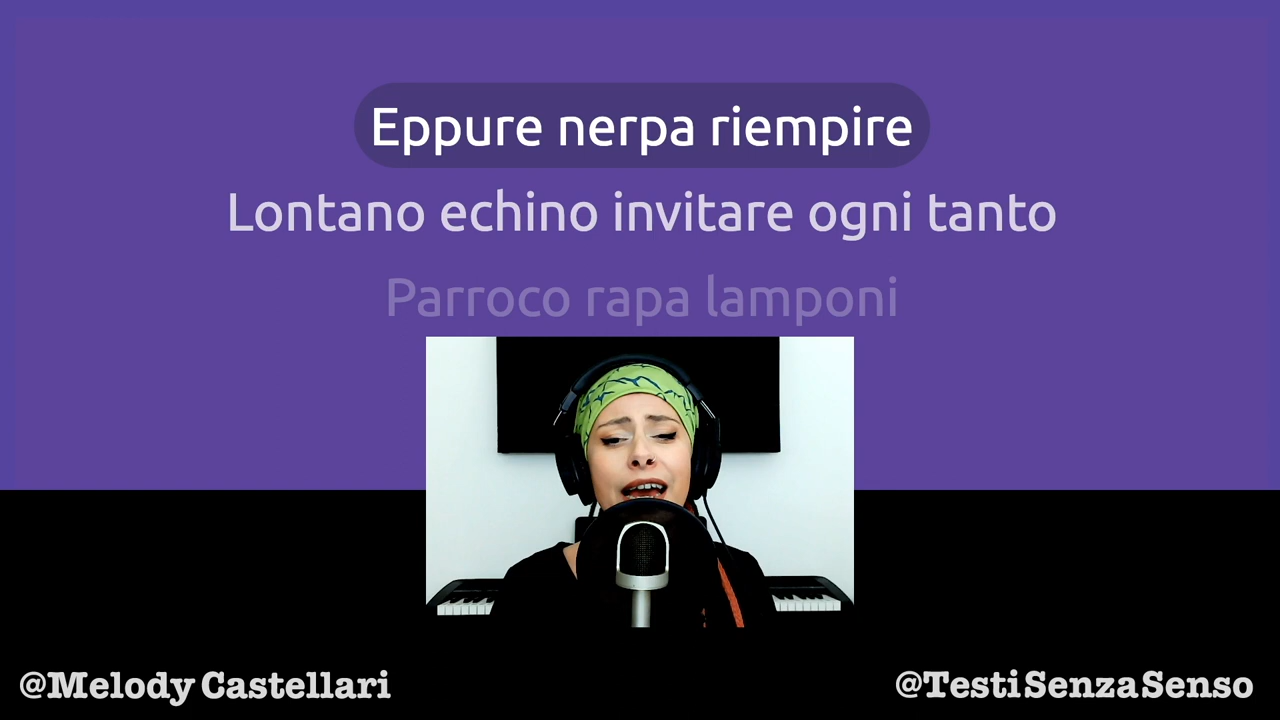 Eppure nerpa riempire
Lontano echino invitare ogni tanto
Parroco rapa lamponi
@Melody Castellari
@TestiSenzaSenso